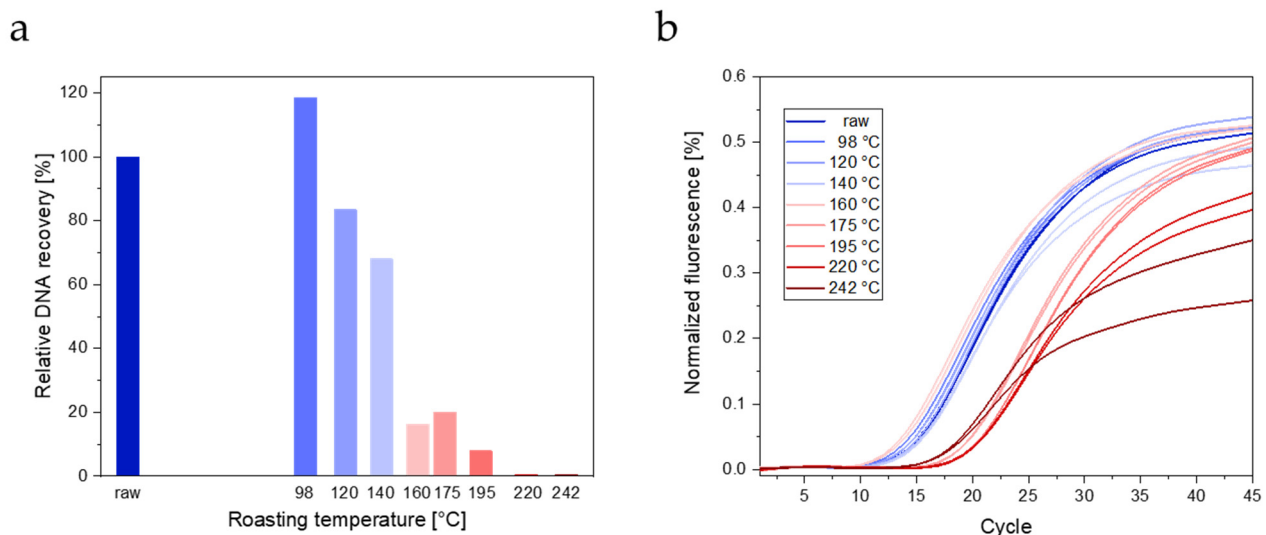 a
Relative DNA recovery [%]
120
100
80
60
40
20
0
raw 98 120 140 160 175 195 220 242
Roasting temperature [°C]
b
Normalized fluorescence [%]
0.6
0.5
0.4
0.3
0.2
0.1
0.0
raw
98 °C
120 °C
140 °C
160 °C
175 °C
195 °C
220 °C
242 °C
5 10 15 20 25 30 35 40 45
Cycle